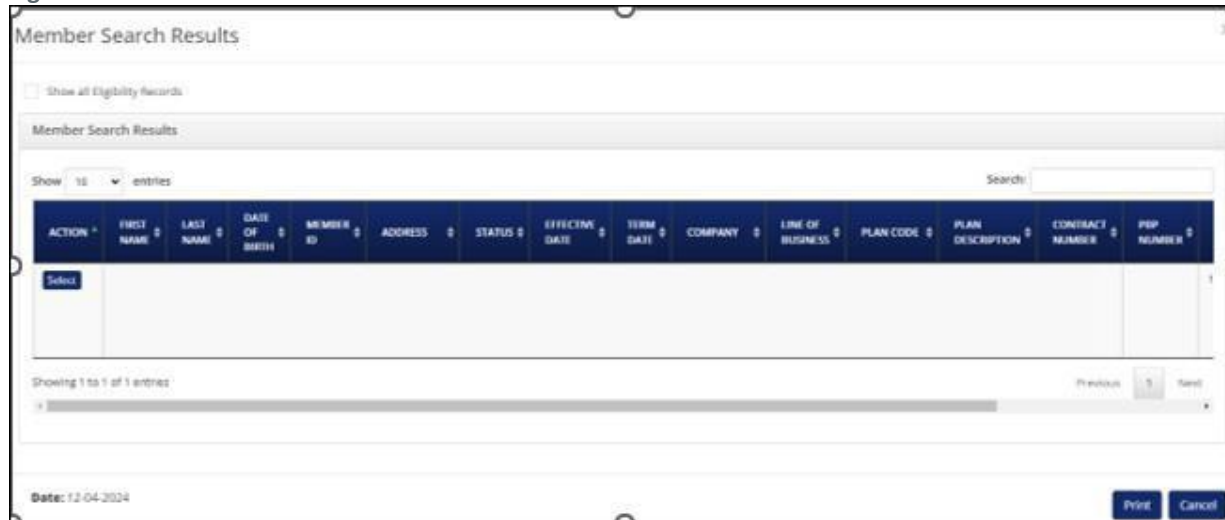 Member Search Results
Show all Eligibility Records
Member Search Results
Show 10 entries Search:
ACTION FIRST NAME LAST NAME DATE OF BIRTH MEMBER ID ADDRESS STATUS EFFECTIVE DATE TERM DATE COMPANY LINE OF BUSINESS PLAN CODE PLAN DESCRIPTION CONTRACT NUMBER PBP NUMBER
Select
Showing 1 to 1 of 1 entries Previous 1 Next
Date: 12-04-2024 Print Cancel